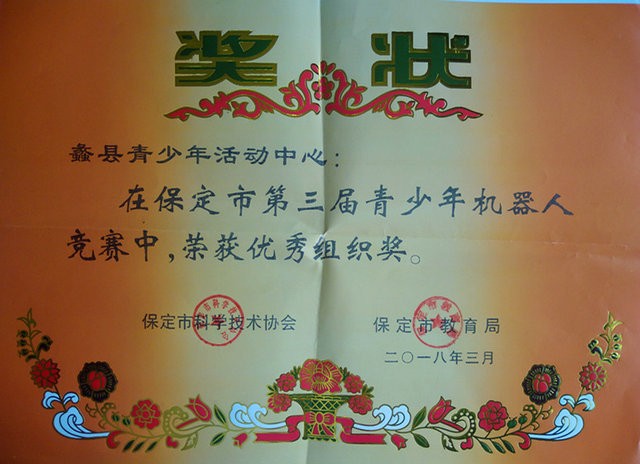 奖状
蠡县青少年活动中心：
在保定市第三届青少年机器人
竞赛中，荣获优秀组织奖。
保定市科学技术协会 保定市教育局
二〇一八年三月